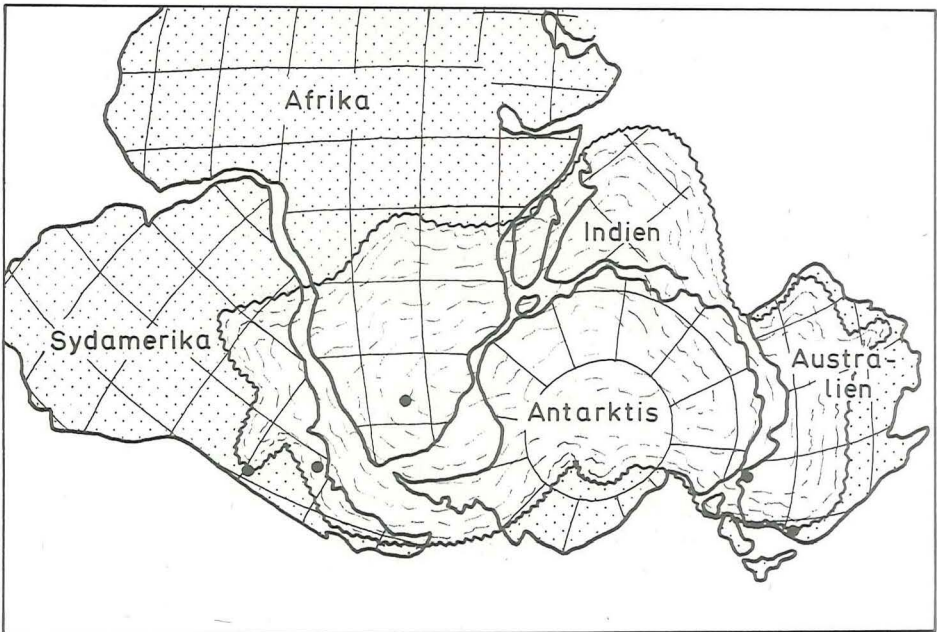 Afrika
Indien
Sydamerika
Austra-
lien
Antarktis